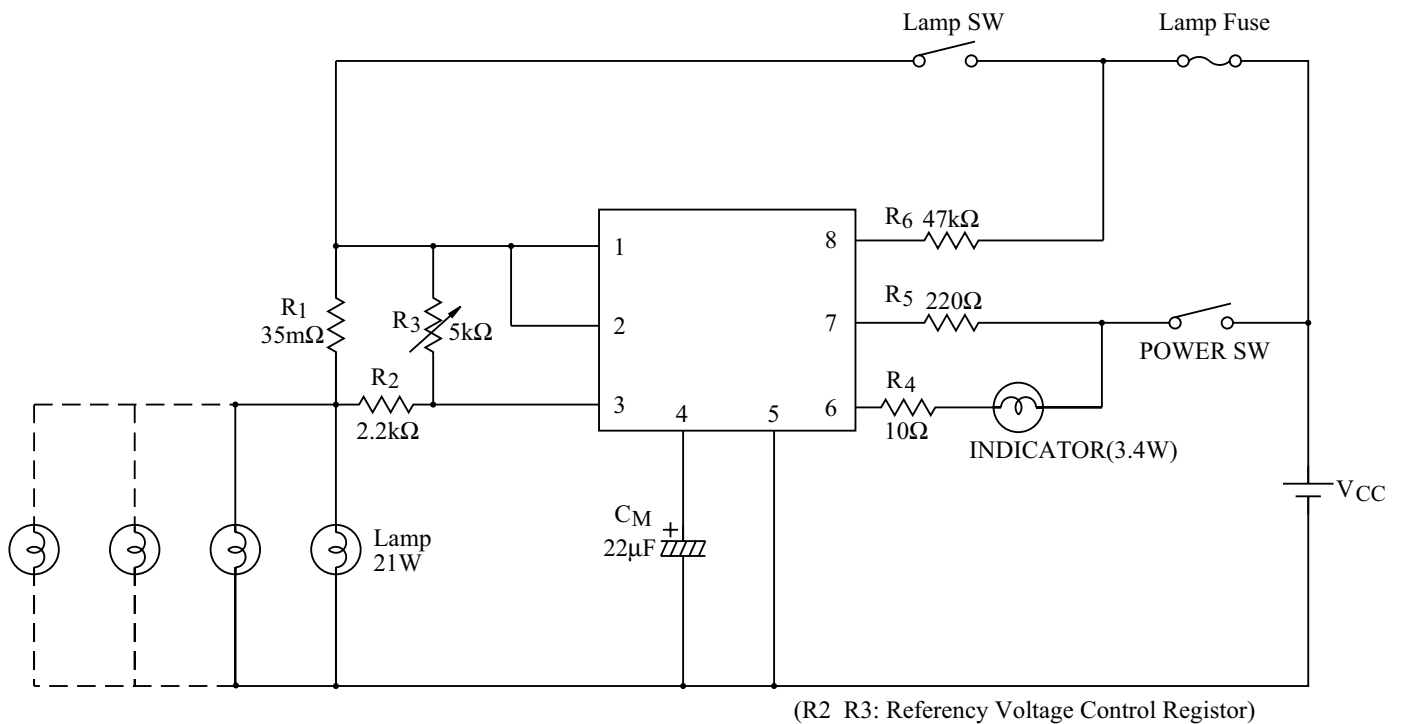 Lamp SW
Lamp Fuse
R6 47kΩ
8
1
R1
35mΩ
R3
5kΩ
2
R5 220Ω
7
POWER SW
R2
2.2kΩ
3
4
5
6
R4
10Ω
INDICATOR(3.4W)
VCC
CM
+
22μF
Lamp
21W
(R2 R3: Referency Voltage Control Registor)